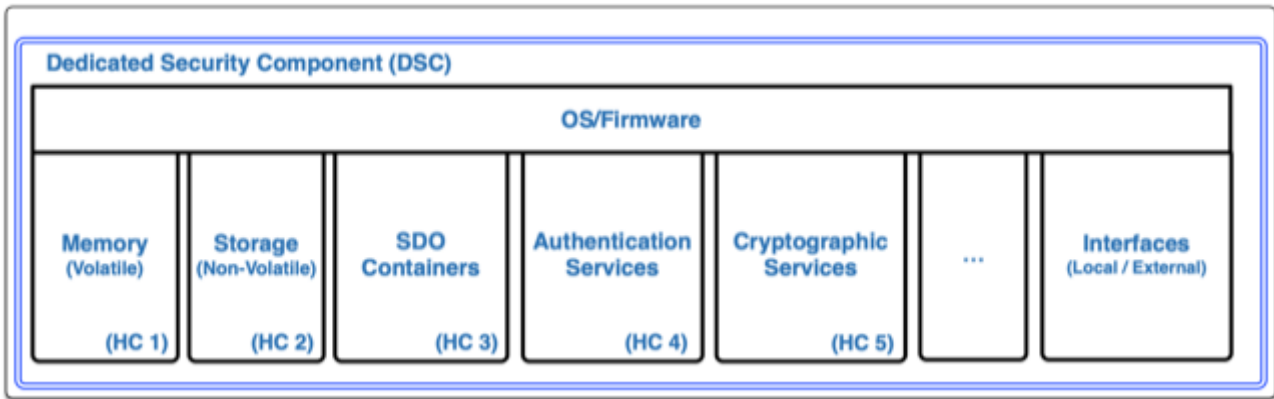 Dedicated Security Component (DSC)
OS/Firmware
Memory
(Volatile)
(HC 1)
Storage
(Non-Volatile)
(HC 2)
SDO
Containers
(HC 3)
Authentication
Services
(HC 4)
Cryptographic
Services
(HC 5)
...
Interfaces
(Local / External)